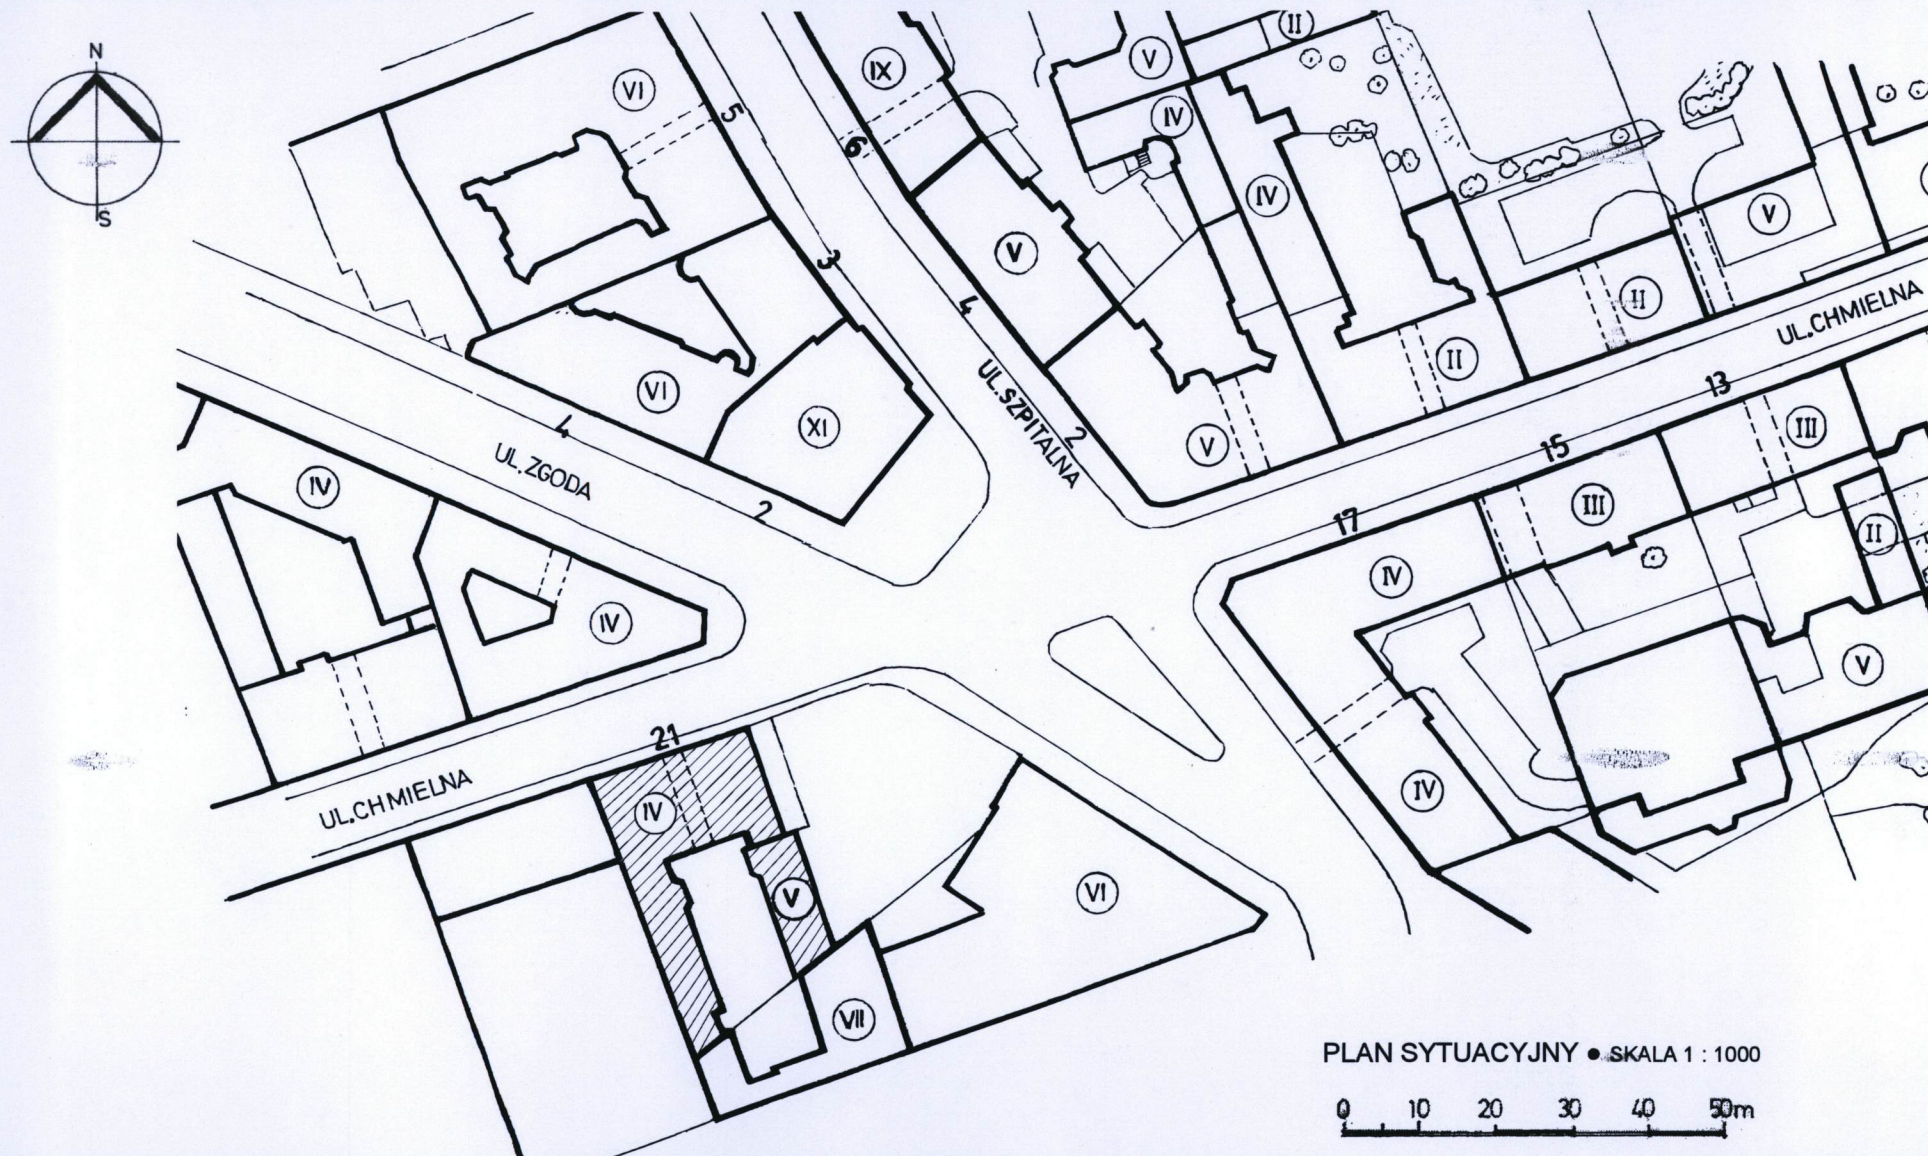 N
S
II
IX
V
VI
IV
5
6
IV
V
V
3
II
4
UL.CHMIELNA
II
VI
XI
UL.SZPITALNA
13
4
2
V
III
15
UL.ZGODA
IV
III
2
17
II
IV
IV
V
21
UL.CHMIELNA
IV
IV
V
VI
VII
PLAN SYTUACYJNY • SKALA 1 : 1000
0 10 20 30 40 50m